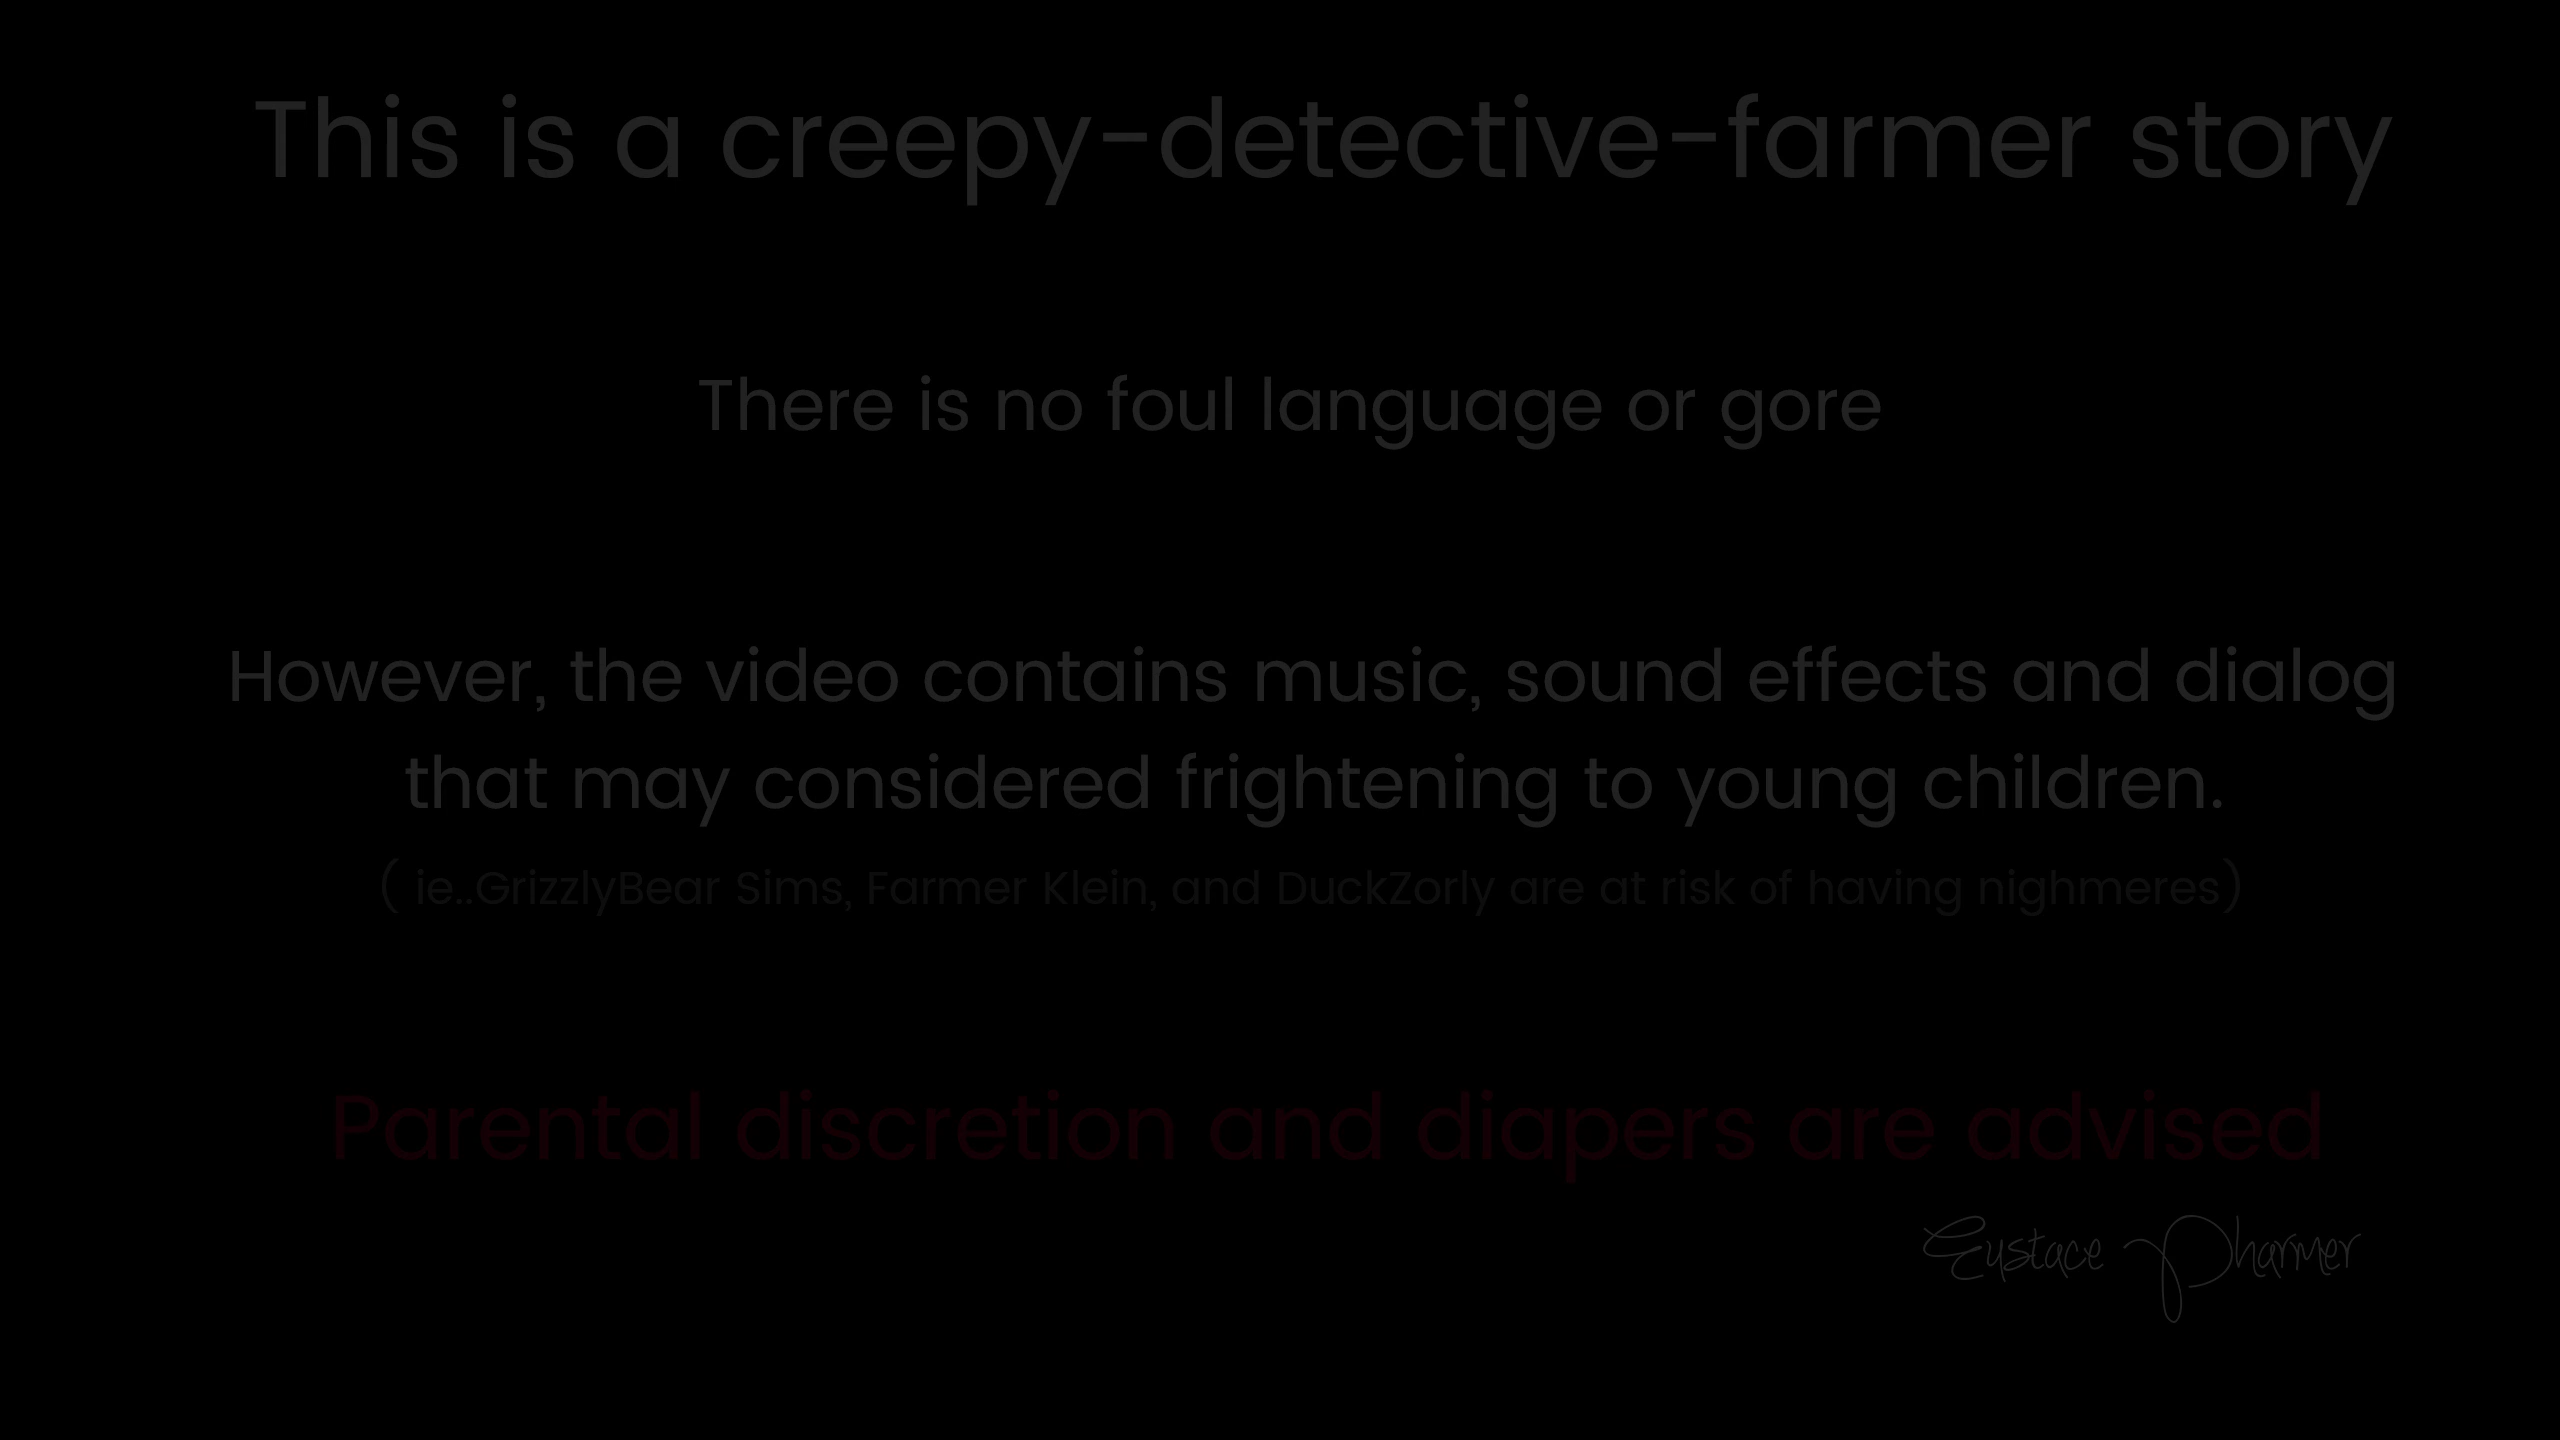 This is a creepy-detective-farmer story
There is no foul language or gore
However, the video contains music, sound effects and dialog
that may considered frightening to young children.
( ie..GrizzlyBear Sims, Farmer Klein, and DuckZorly are at risk of having nighmeres)
Parental discretion and diapers are advised
Eustace Pharmer